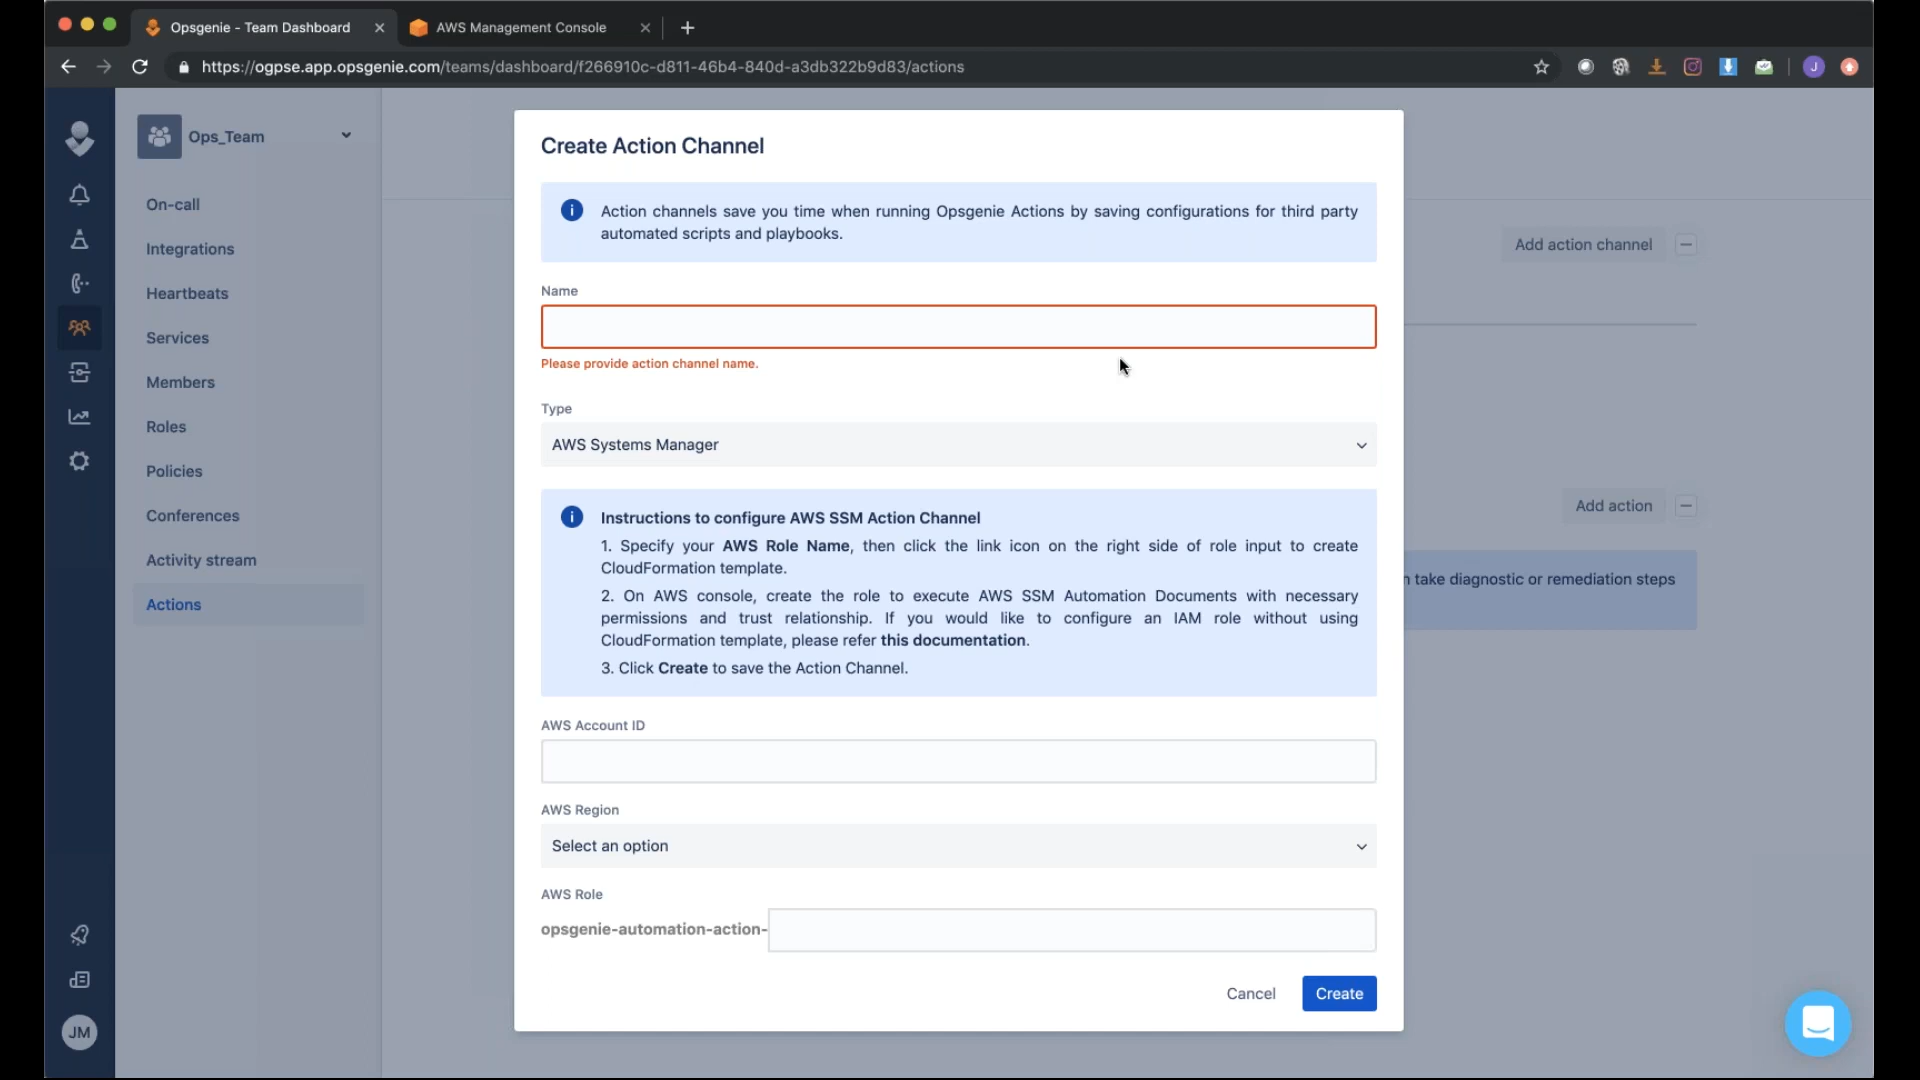 Opsgenie - Team Dashboard
AWS Management Console
https://ogpse.app.opsgenie.com/teams/dashboard/f266910c-d811-46b4-840d-a3db322b9d83/actions
J
Ops_Team
On-call
Integrations
Heartbeats
Services
Members
Roles
Policies
Conferences
Activity stream
Actions
JM
Add action channel
Add action
n take diagnostic or remediation steps
Create Action Channel
Action channels save you time when running Opsgenie Actions by saving configurations for third party
automated scripts and playbooks.
Name
Please provide action channel name.
Type
AWS Systems Manager
Instructions to configure AWS SSM Action Channel
1. Specify your AWS Role Name, then click the link icon on the right side of role input to create
CloudFormation template.
2. On AWS console, create the role to execute AWS SSM Automation Documents with necessary
permissions and trust relationship. If you would like to configure an IAM role without using
CloudFormation template, please refer this documentation.
3. Click Create to save the Action Channel.
AWS Account ID
AWS Region
Select an option
AWS Role
opsgenie-automation-action-
Cancel
Create